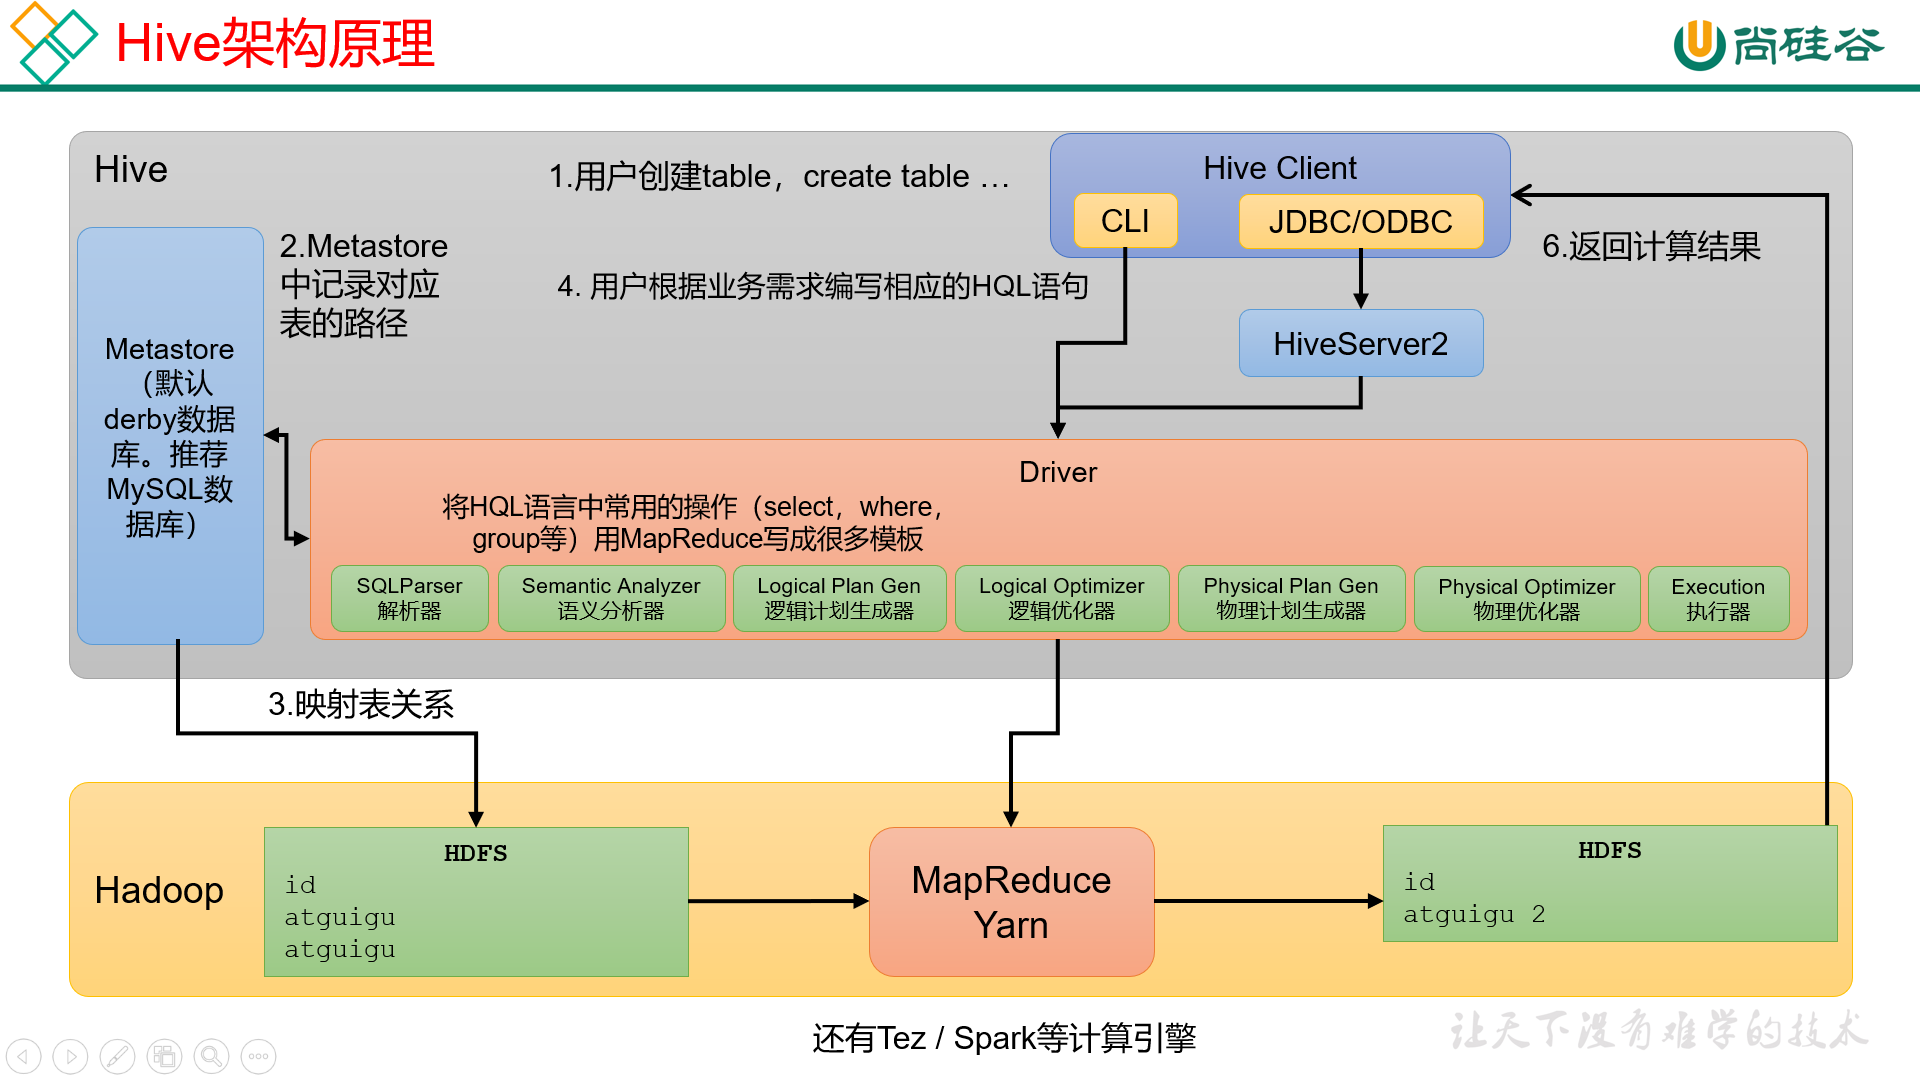 Hive架构原理
尚硅谷
Hive
1.用户创建table，create table …
Hive Client
CLI
JDBC/ODBC
2.Metastore
中记录对应
表的路径
4. 用户根据业务需求编写相应的HQL语句
6.返回计算结果
HiveServer2
Metastore
（默认
derby数据
库。推荐
MySQL数
据库）
Driver
将HQL语言中常用的操作（select，where，
group等）用MapReduce写成很多模板
SQLParser
解析器
Semantic Analyzer
语义分析器
Logical Plan Gen
逻辑计划生成器
Logical Optimizer
逻辑优化器
Physical Plan Gen
物理计划生成器
Physical Optimizer
物理优化器
Execution
执行器
3.映射表关系
Hadoop
HDFS
id
atguigu
atguigu
MapReduce
Yarn
HDFS
id
atguigu 2
还有Tez / Spark等计算引擎
让天下没有难学的技术